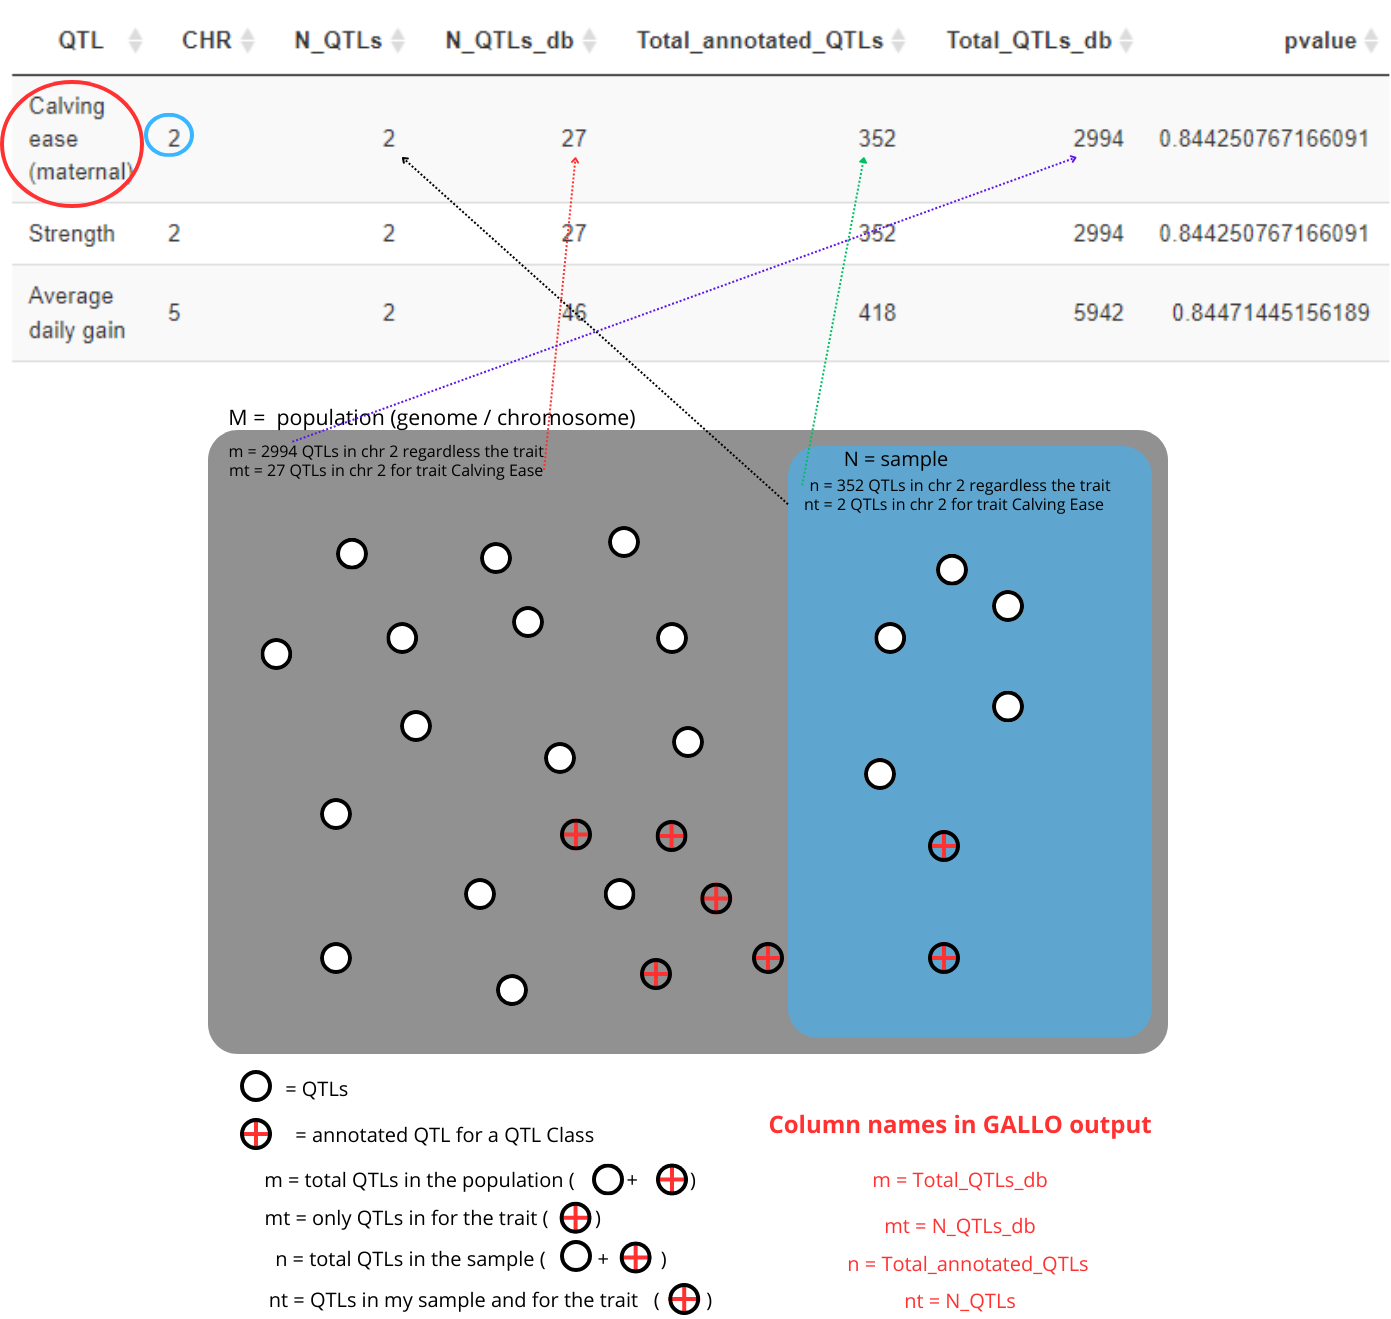 QTL CHR N_QTLs N_QTLs_db Total_annotated_QTLs Total_QTLs_db pvalue
Calving
ease
(maternal) 2 2 27 352 2994 0.844250767166091
Strength 2 2 27 352 2994 0.844250767166091
Average
daily gain 5 2 46 418 5942 0.84471445156189
M = population (genome / chromosome)
m = 2994 QTLs in chr 2 regardless the trait
mt = 27 QTLs in chr 2 for trait Calving Ease
N = sample
n = 352 QTLs in chr 2 regardless the trait
nt = 2 QTLs in chr 2 for trait Calving Ease
= QTLs
= annotated QTL for a QTL Class
m = total QTLs in the population ( + )
mt = only QTLs in for the trait ( )
n = total QTLs in the sample ( + )
nt = QTLs in my sample and for the trait ( )
Column names in GALLO output
m = Total_QTLs_db
mt = N_QTLs_db
n = Total_annotated_QTLs
nt = N_QTLs